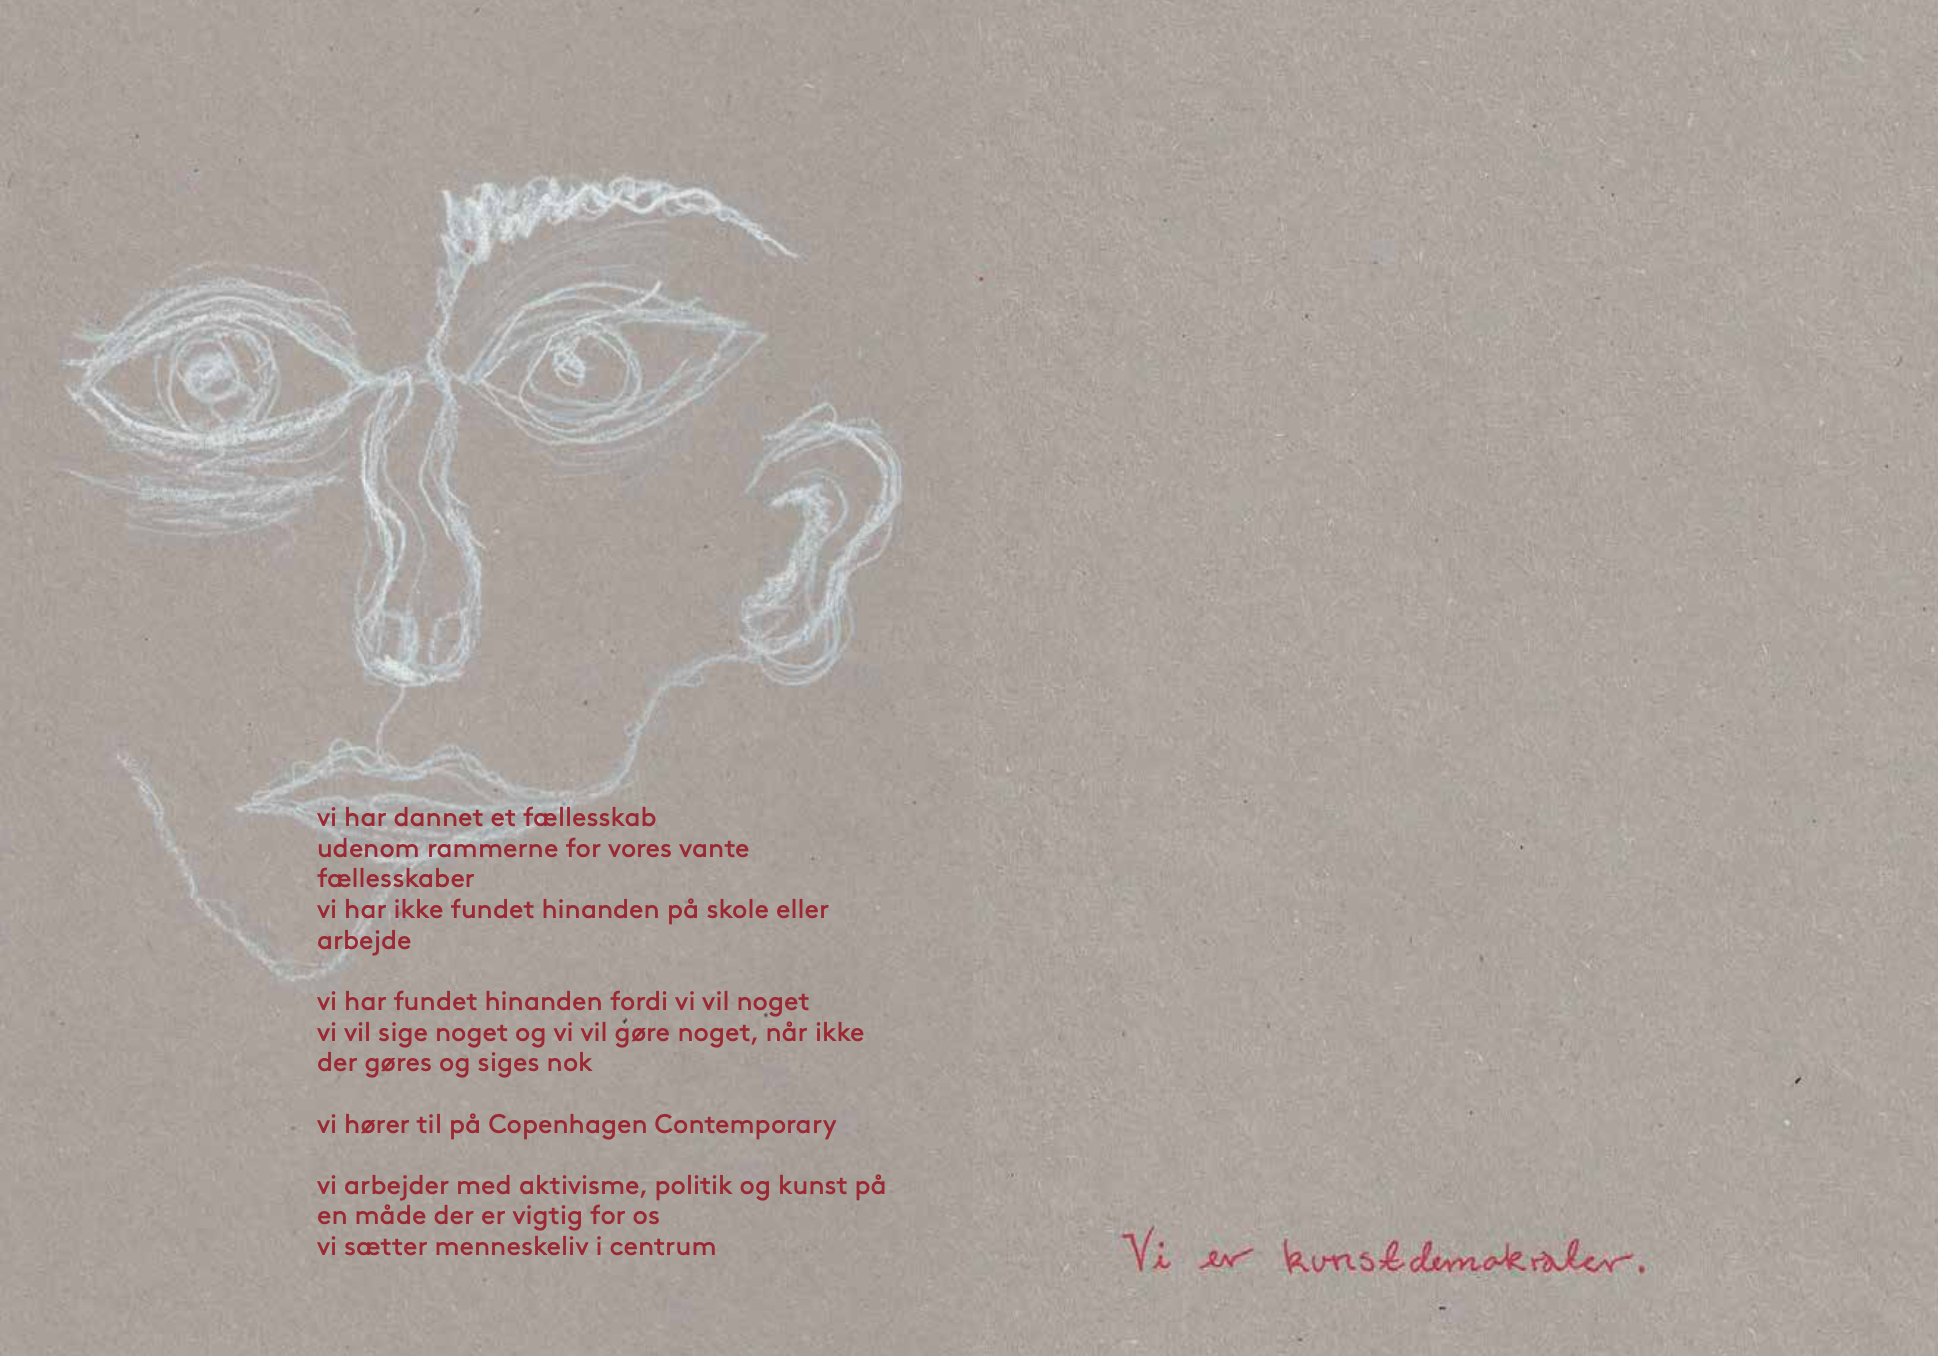 vi har dannet et fællesskab
udenom rammerne for vores vante
fællesskaber
vi har ikke fundet hinanden på skole eller
arbejde
vi har fundet hinanden fordi vi vil noget
vi vil sige noget og vi vil gøre noget, når ikke
der gøres og siges nok
vi hører til på Copenhagen Contemporary
vi arbejder med aktivisme, politik og kunst på
en måde der er vigtig for os
vi sætter menneskeliv i centrum
Vi er kunstdemokrater.